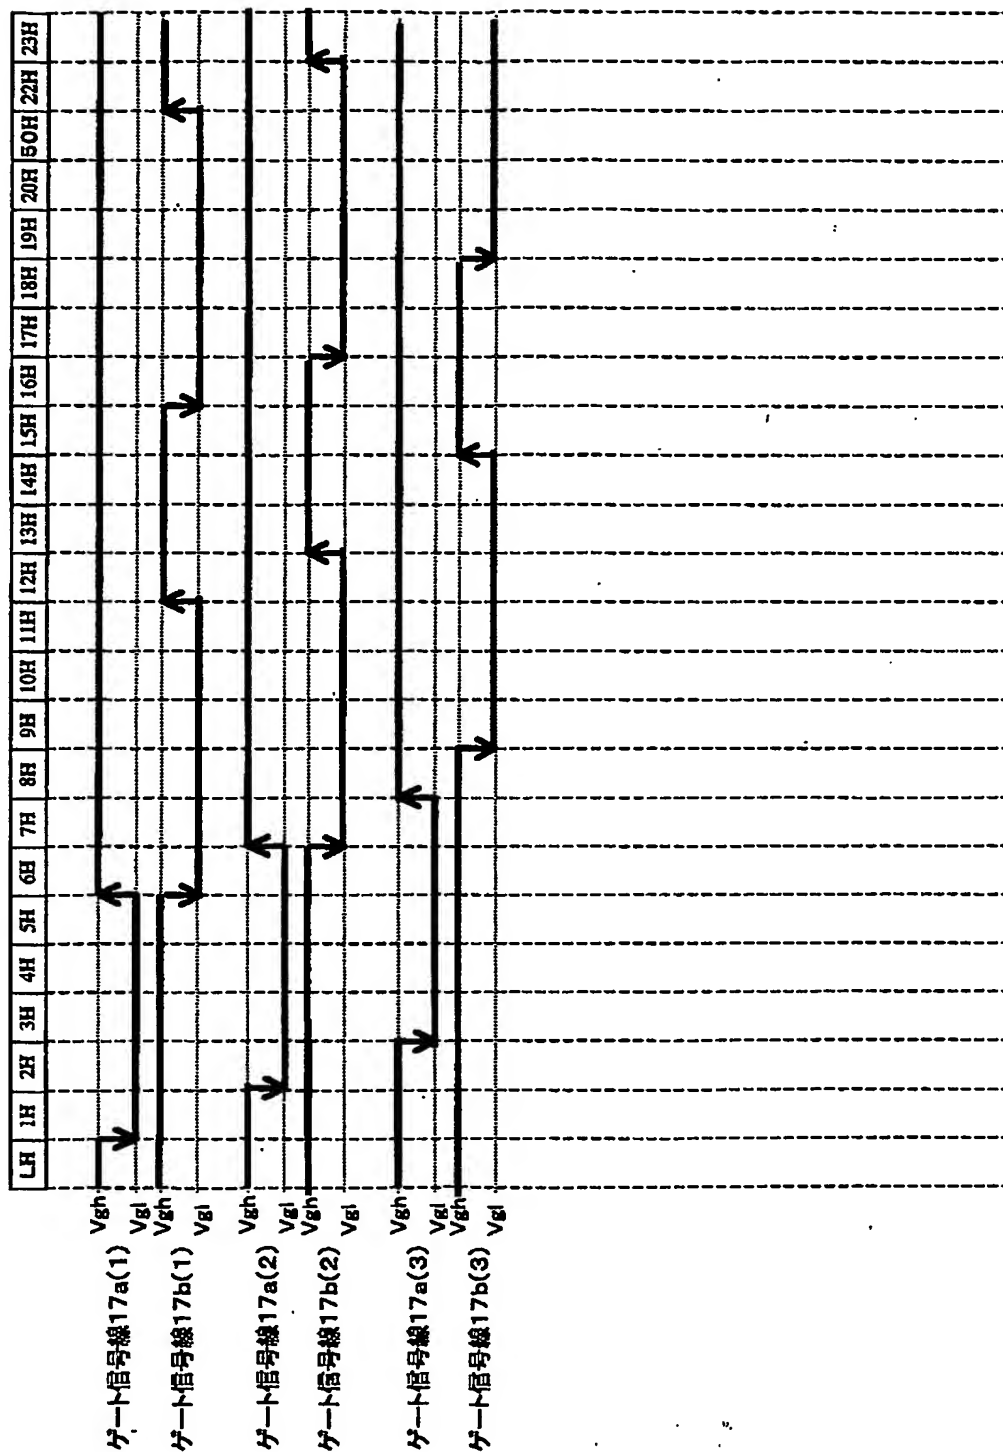 LH 1H 2H 3H 4H 5H 6H 7H 8H 9H 10H 11H 12H 13H 14H 15H 16H 17H 18H 19H 20H 50H 22H 23H
ゲート信号線17a(1) Vgh
Vgl
ゲート信号線17b(1) Vgh
Vgl
ゲート信号線17a(2) Vgh
Vgl
ゲート信号線17b(2) Vgh
Vgl
ゲート信号線17a(3) Vgh
Vgl
ゲート信号線17b(3) Vgh
Vgl